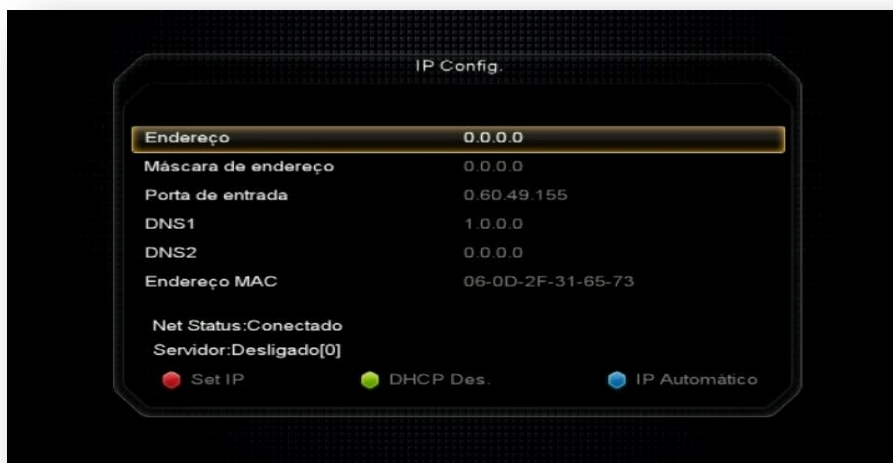 IP Config.
Endereço 0.0.0.0
Máscara de endereço 0.0.0.0
Porta de entrada 0.60.49.155
DNS1 1.0.0.0
DNS2 0.0.0.0
Endereço MAC 06-0D-2F-31-65-73
Net Status:Conectado
Servidor:Desligado[0]
Set IP DHCP Des. IP Automático